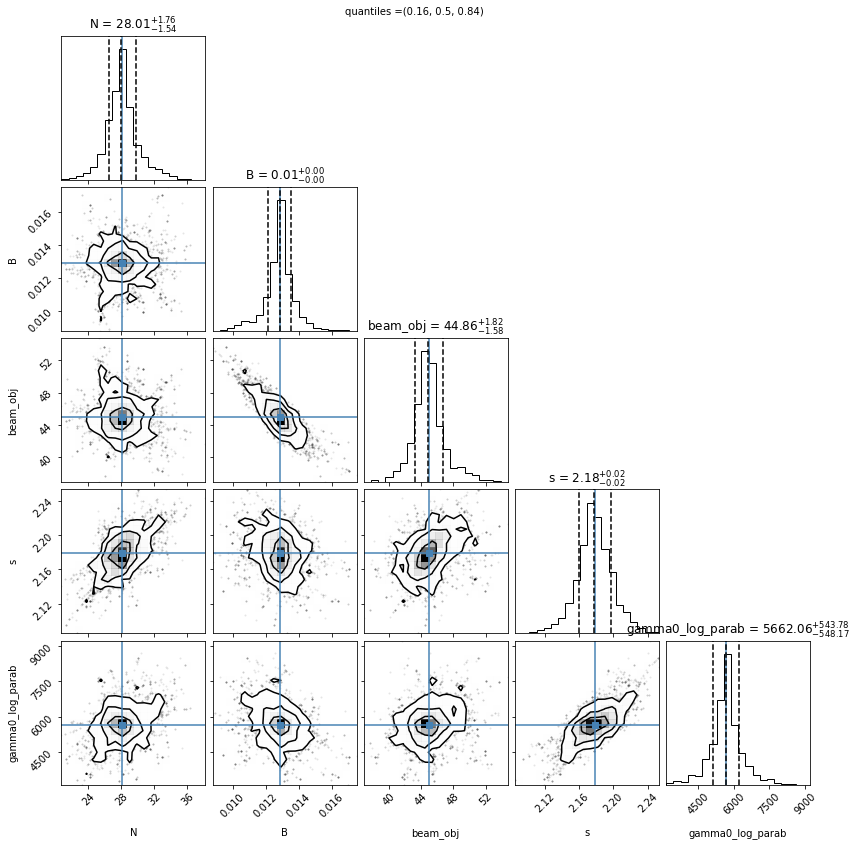 quantiles =(0.16, 0.5, 0.84)
N = 28.01+1.76−1.54
B = 0.01+0.00−0.00
beam_obj = 44.86+1.82−1.58
s = 2.18+0.02−0.02
gamma0_log_parab = 5662.06+543.78−548.17
0.016
0.014
0.012
0.010
B
52
48
44
40
beam_obj
2.24
2.20
2.16
2.12
s
9000
7500
6000
4500
gamma0_log_parab
24 28 32 36
0.010 0.012 0.014 0.016
40 44 48 52
2.12 2.16 2.20 2.24
4500 6000 7500 9000
N B beam_obj s gamma0_log_parab